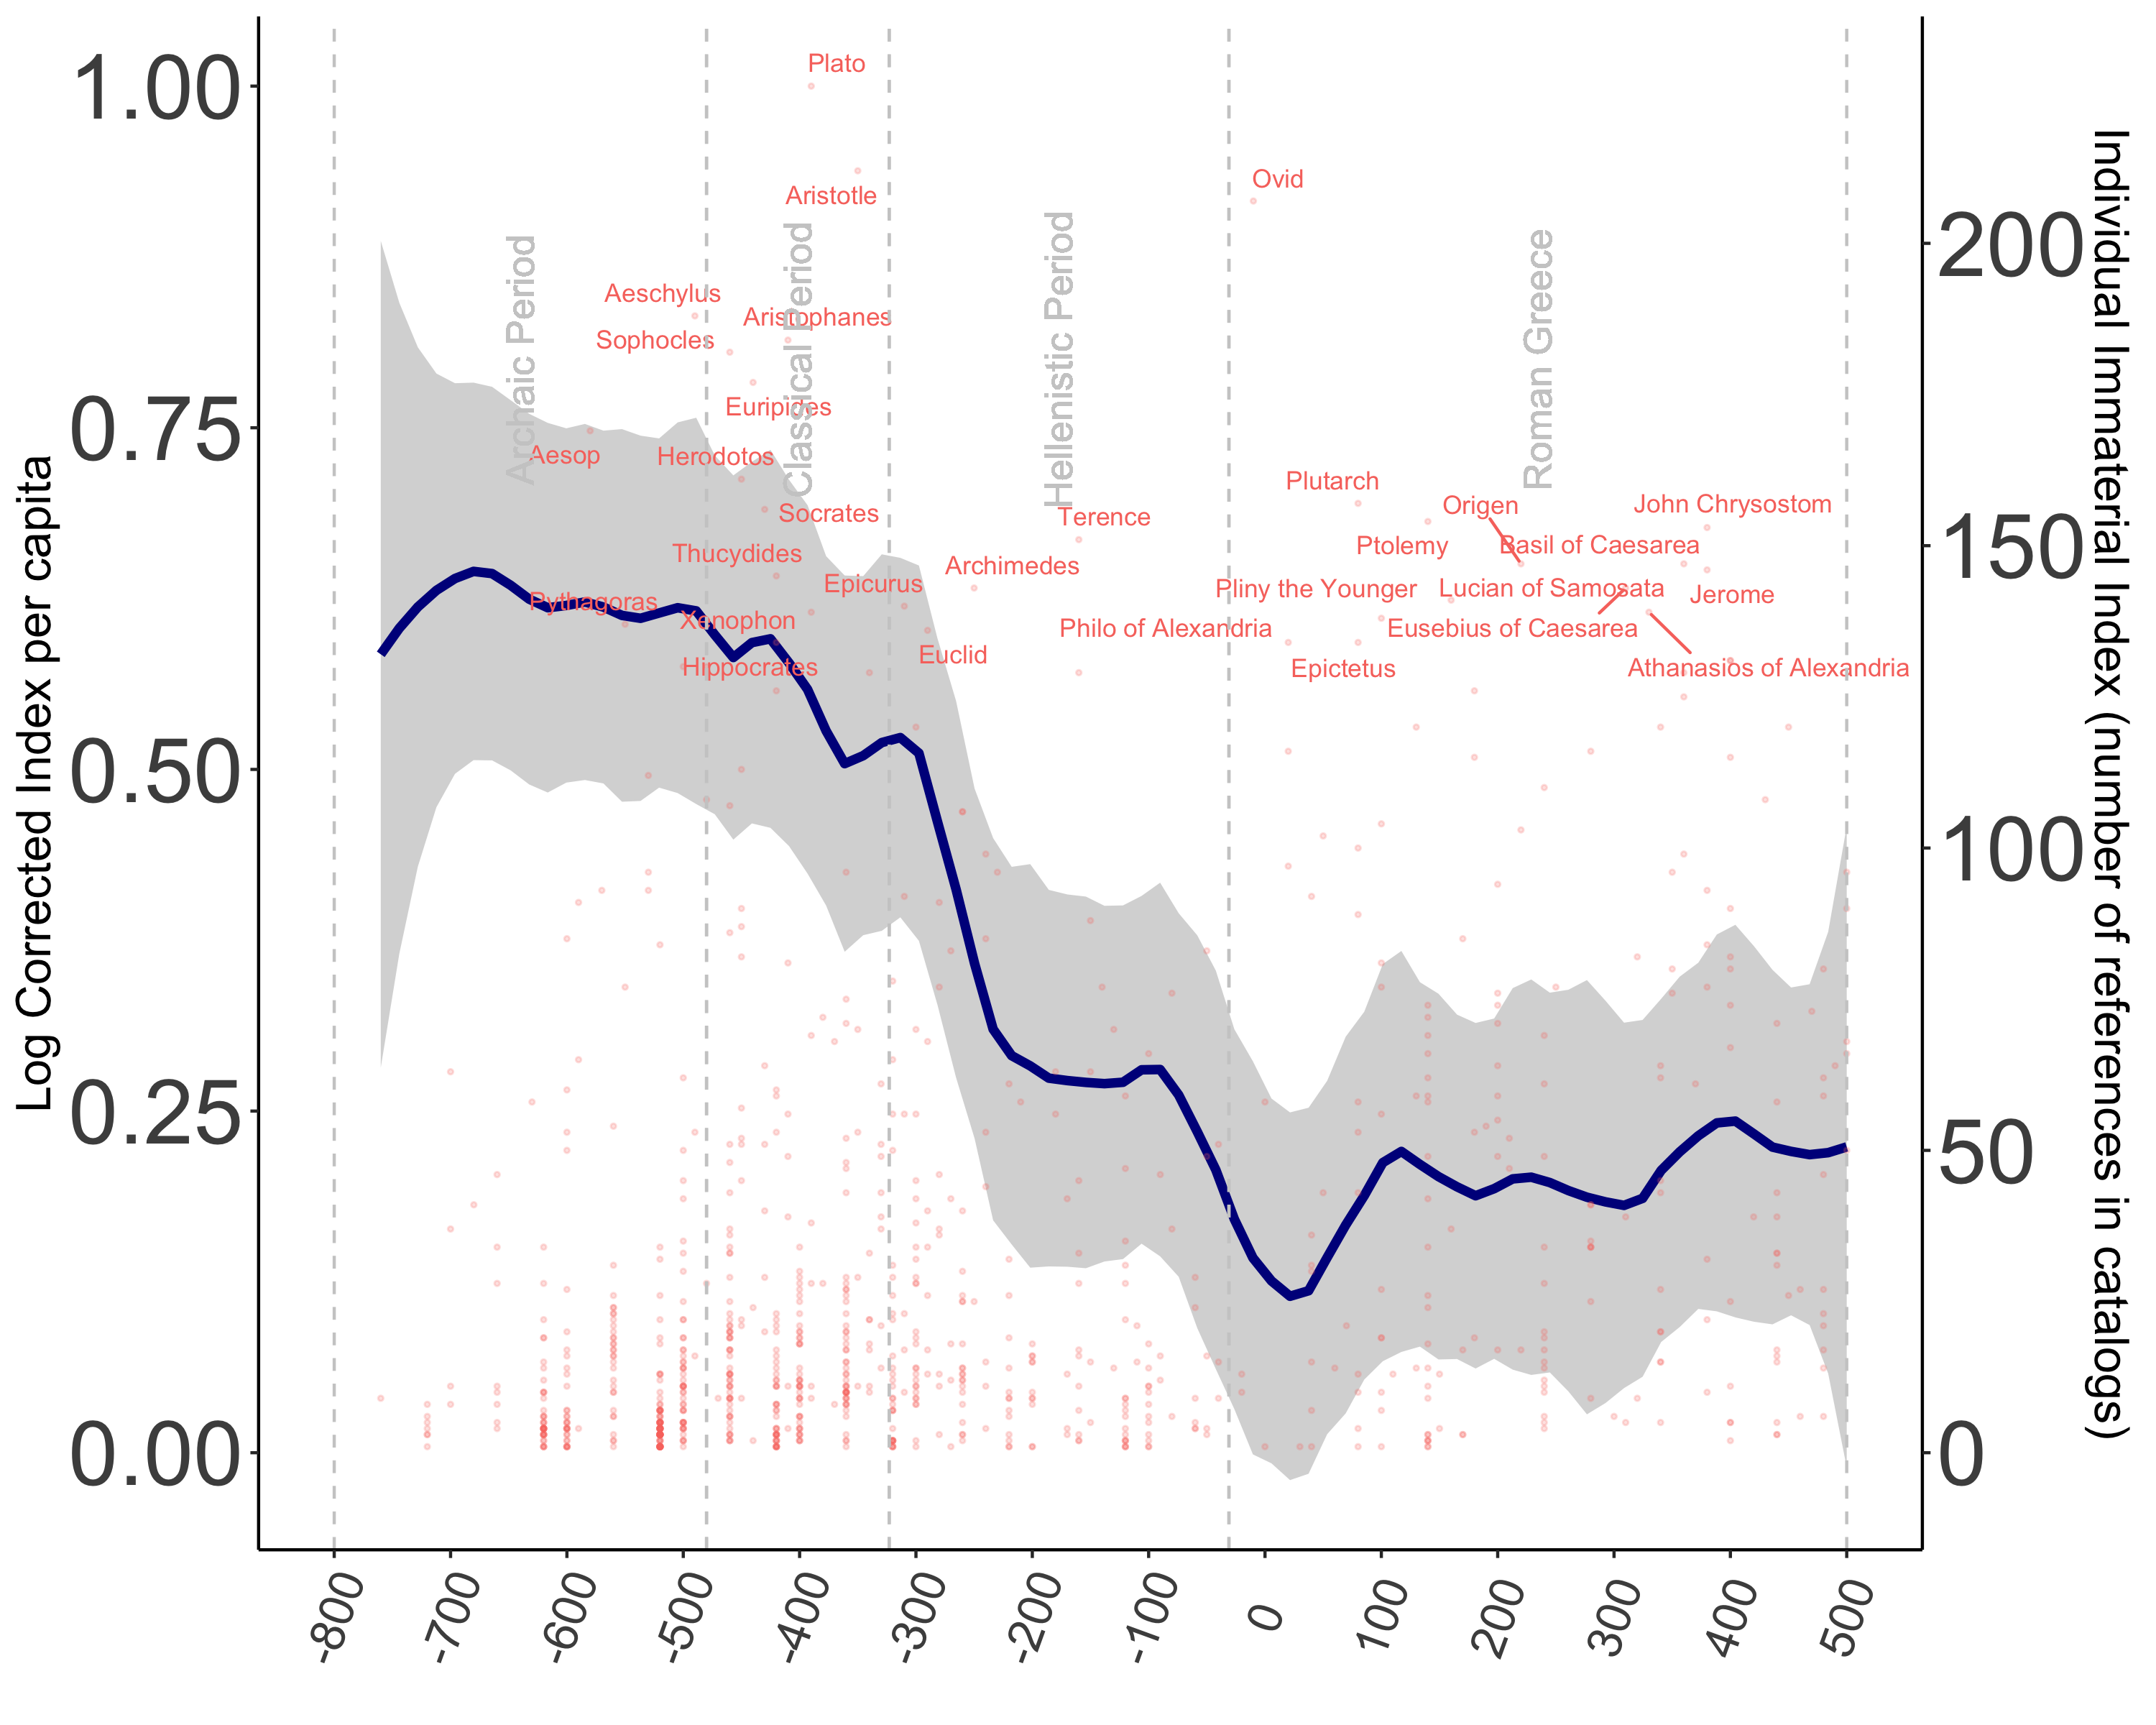 Log Corrected Index per capita
1.00
0.75
0.50
0.25
0.00
Individual Immaterial Index (number of references in catalogs)
200
150
100
50
0
Archaic Period
Classical Period
Hellenistic Period
Roman Greece
Plato
Aristotle
Ovid
Aeschylus
Aristophanes
Sophocles
Euripides
Aesop
Herodotos
Socrates
Thucydides
Epicurus
Pythagoras
Xenophon
Hippocrates
Euclid
Archimedes
Terence
Plutarch
Origen
John Chrysostom
Ptolemy
Basil of Caesarea
Pliny the Younger
Lucian of Samosata
Jerome
Philo of Alexandria
Eusebius of Caesarea
Epictetus
Athanasios of Alexandria
-800
-700
-600
-500
-400
-300
-200
-100
0
100
200
300
400
500